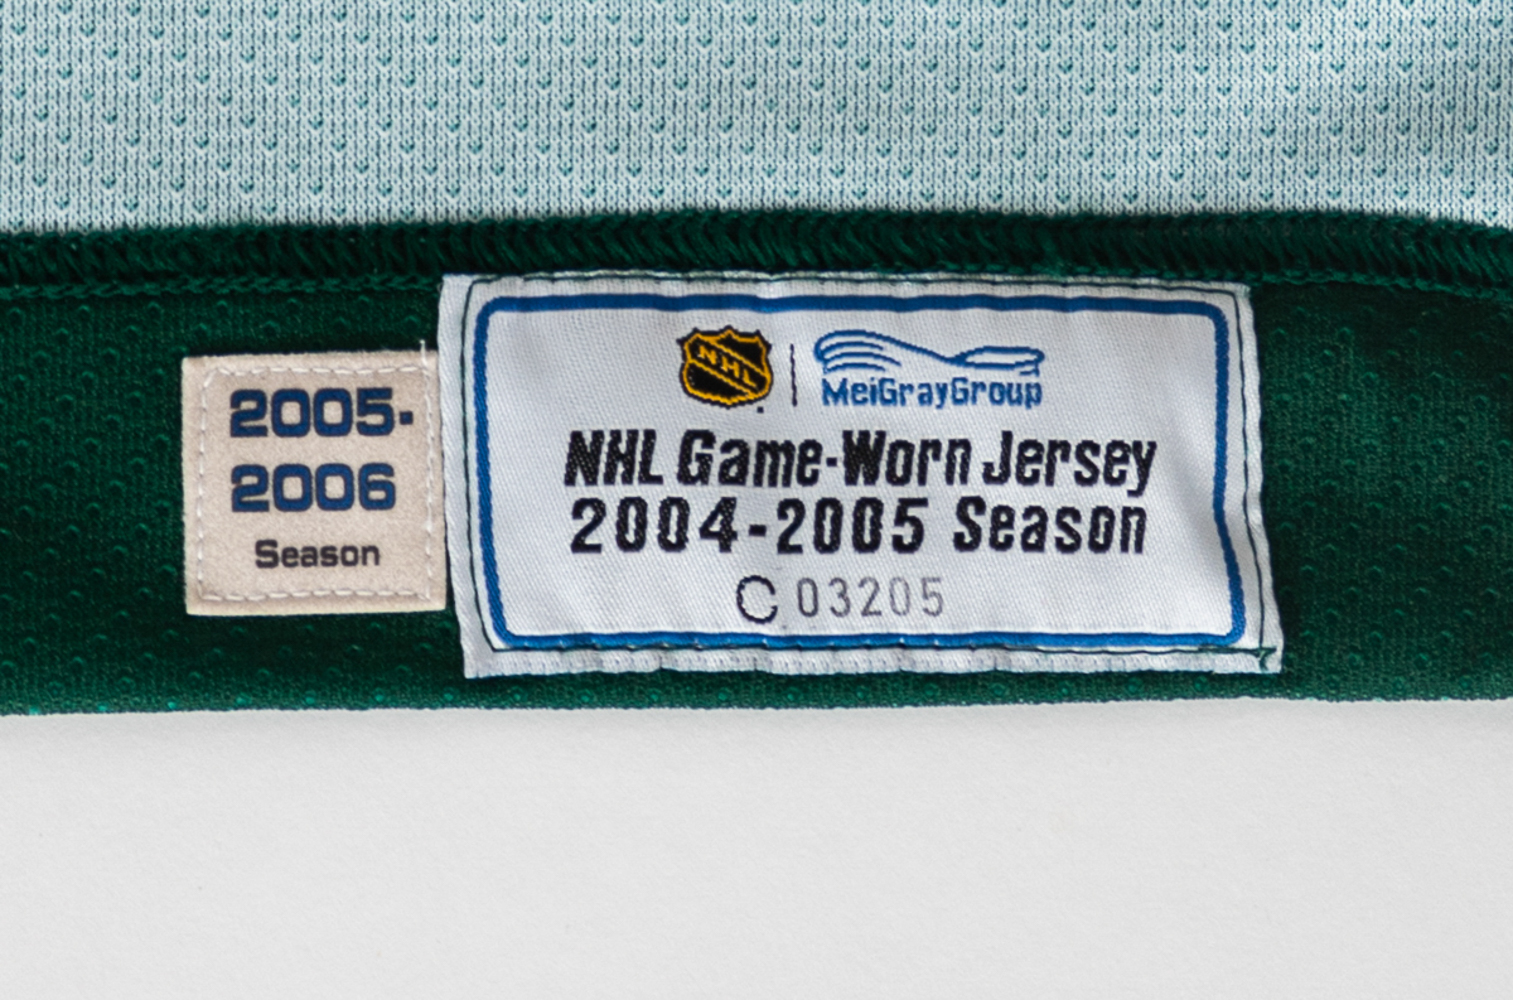 2005-
2006
Season
NHL
MeiGrayGroup
NHL Game-Worn Jersey
2004-2005 Season
C 03205